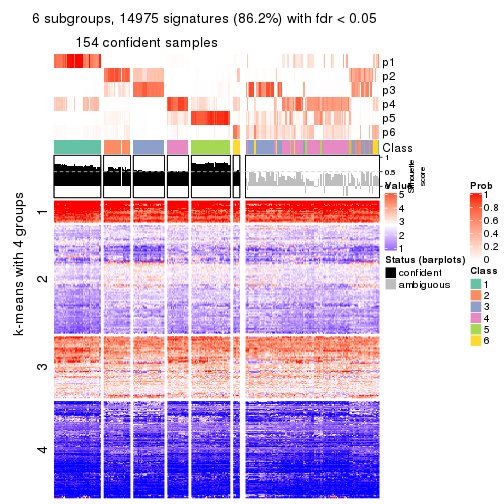 6 subgroups, 14975 signatures (86.2%) with fdr < 0.05
154 confident samples
p1
p2
p3
p4
p5
p6
Class
1
0.5
0
Silhouette
score
k-means with 4 groups
1
2
3
4
Value
5
4
3
2
1
Status (barplots)
confident
ambiguous
Prob
1
0.8
0.6
0.4
0.2
0
Class
1
2
3
4
5
6